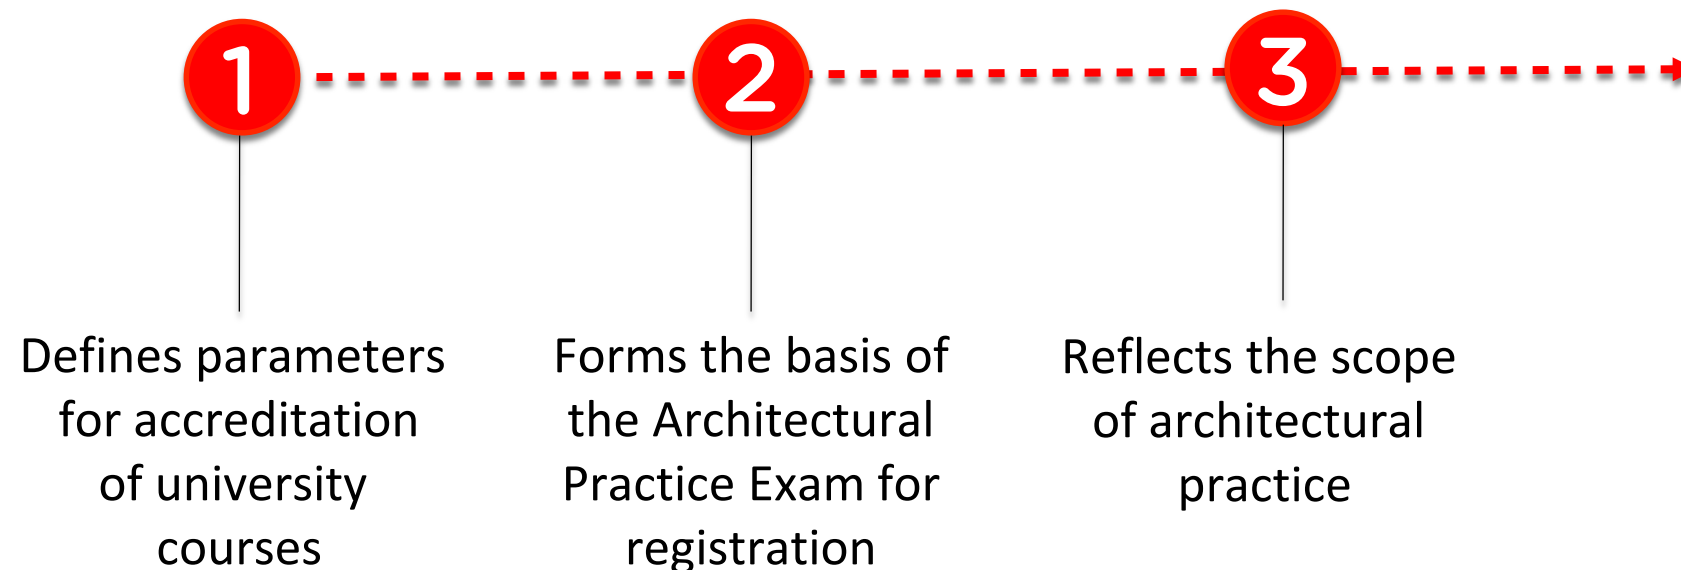 1
2
3
Defines parameters
for accreditation
of university
courses
Forms the basis of
the Architectural
Practice Exam for
registration
Reflects the scope
of architectural
practice